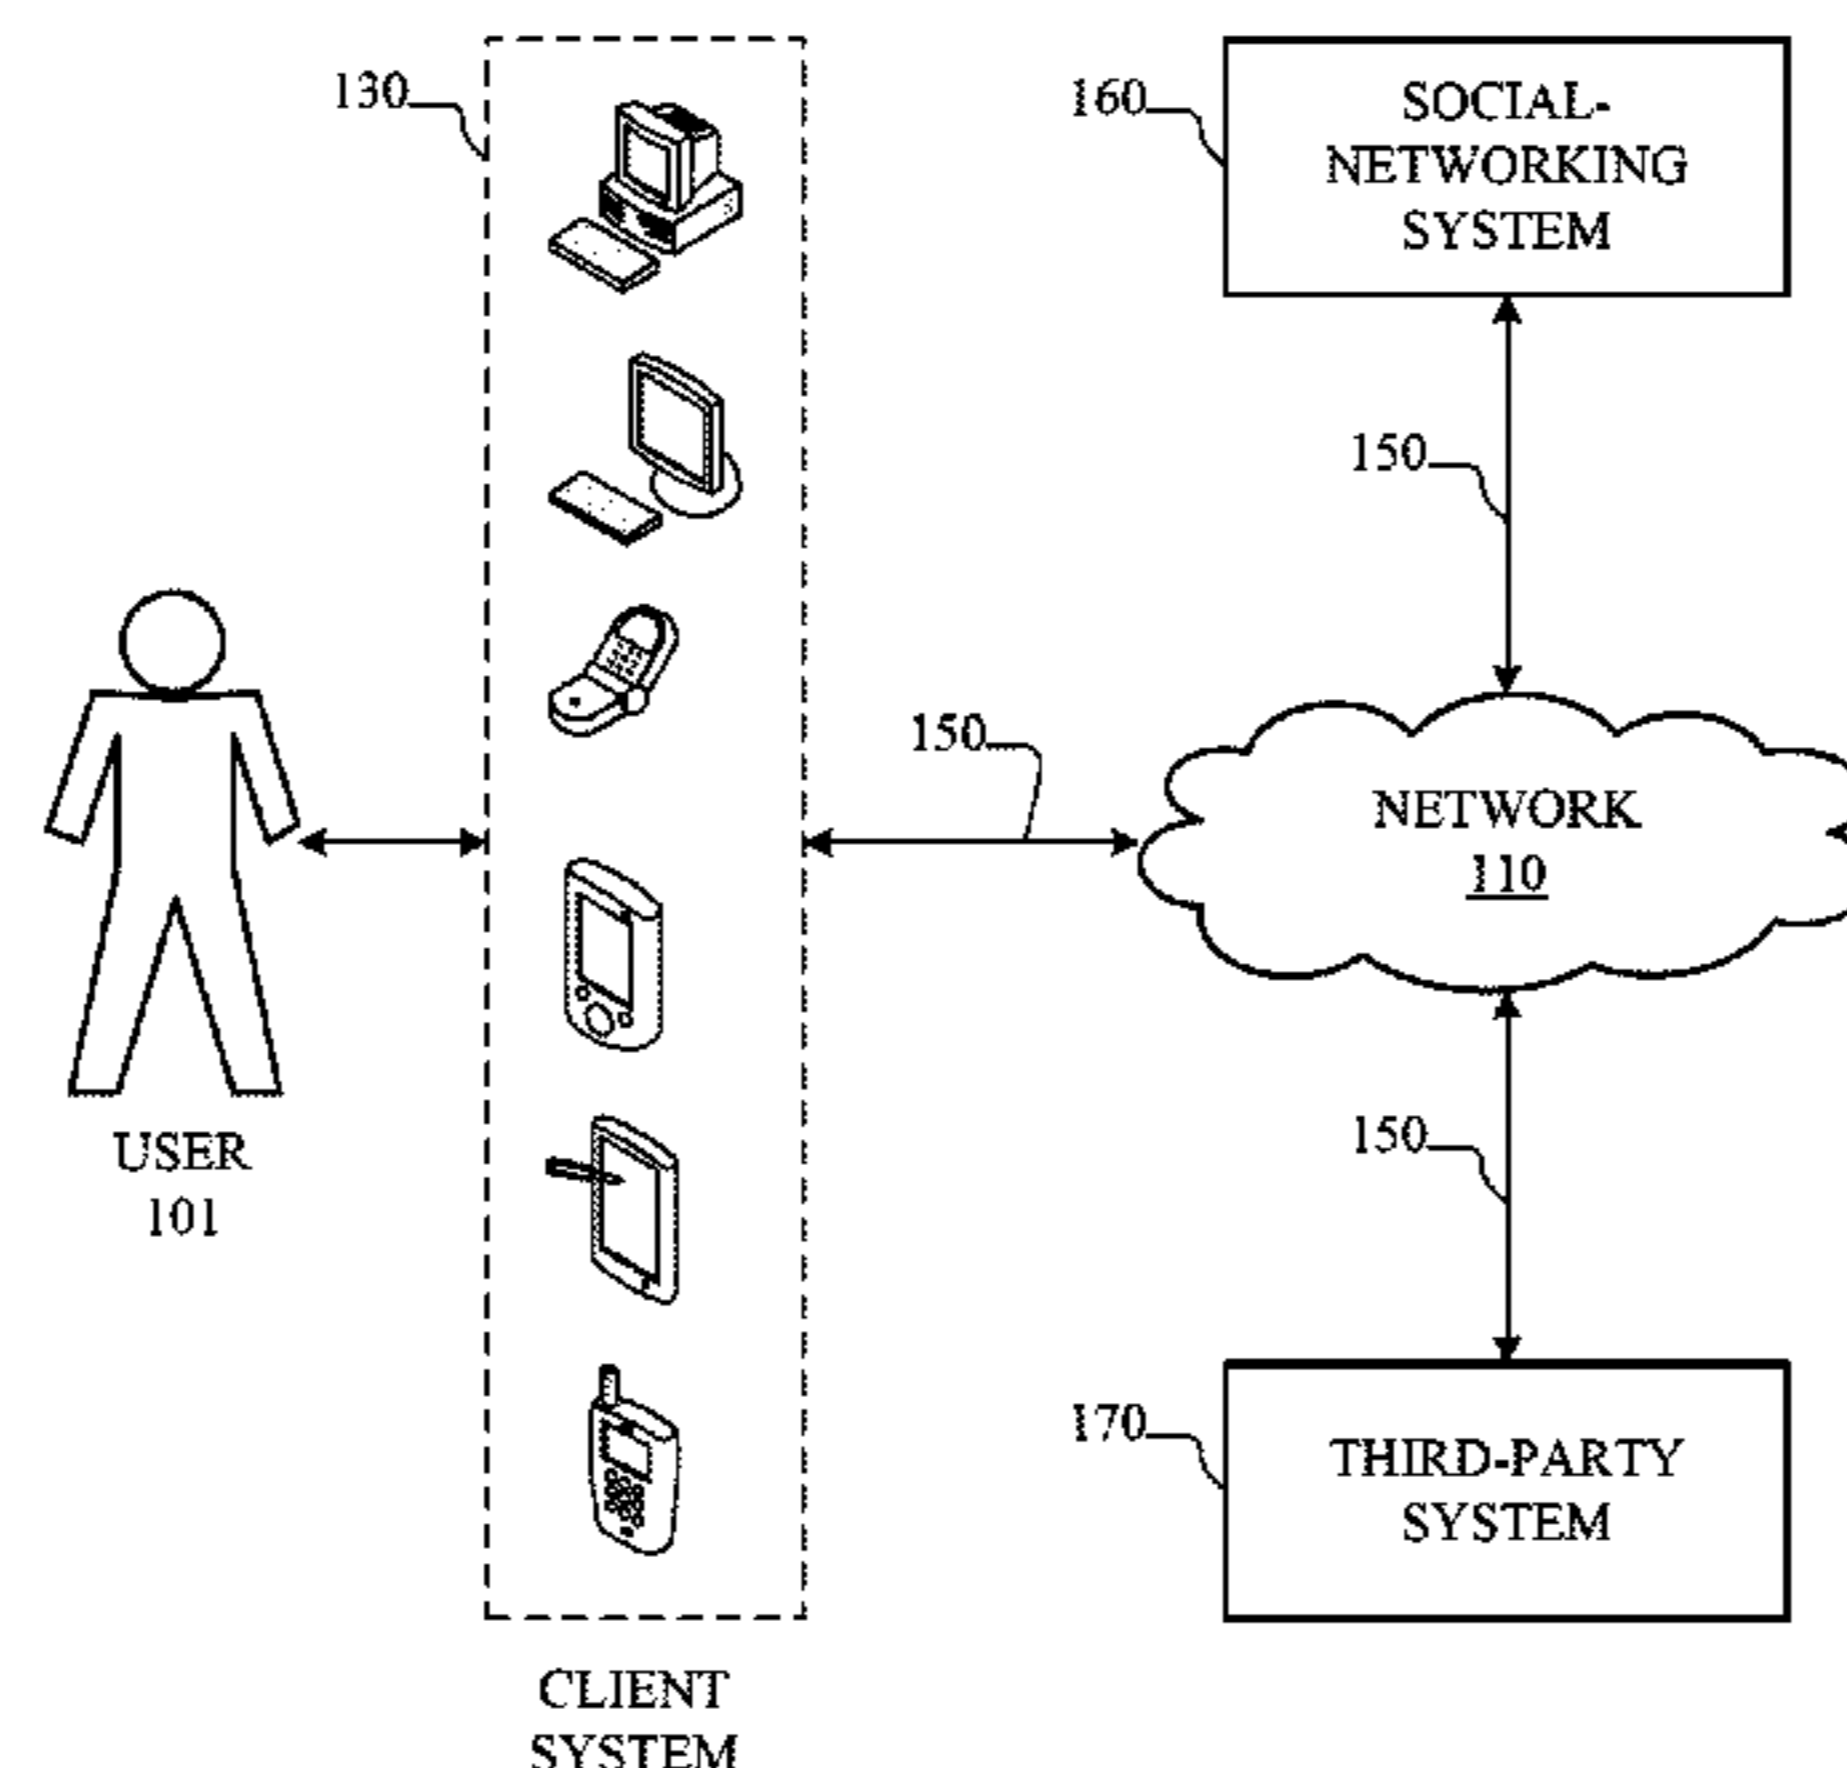 130
160
SOCIAL-
NETWORKING
SYSTEM
150
150
NETWORK
110
USER
101
150
170
THIRD-PARTY
SYSTEM
CLIENT
SYSTEM